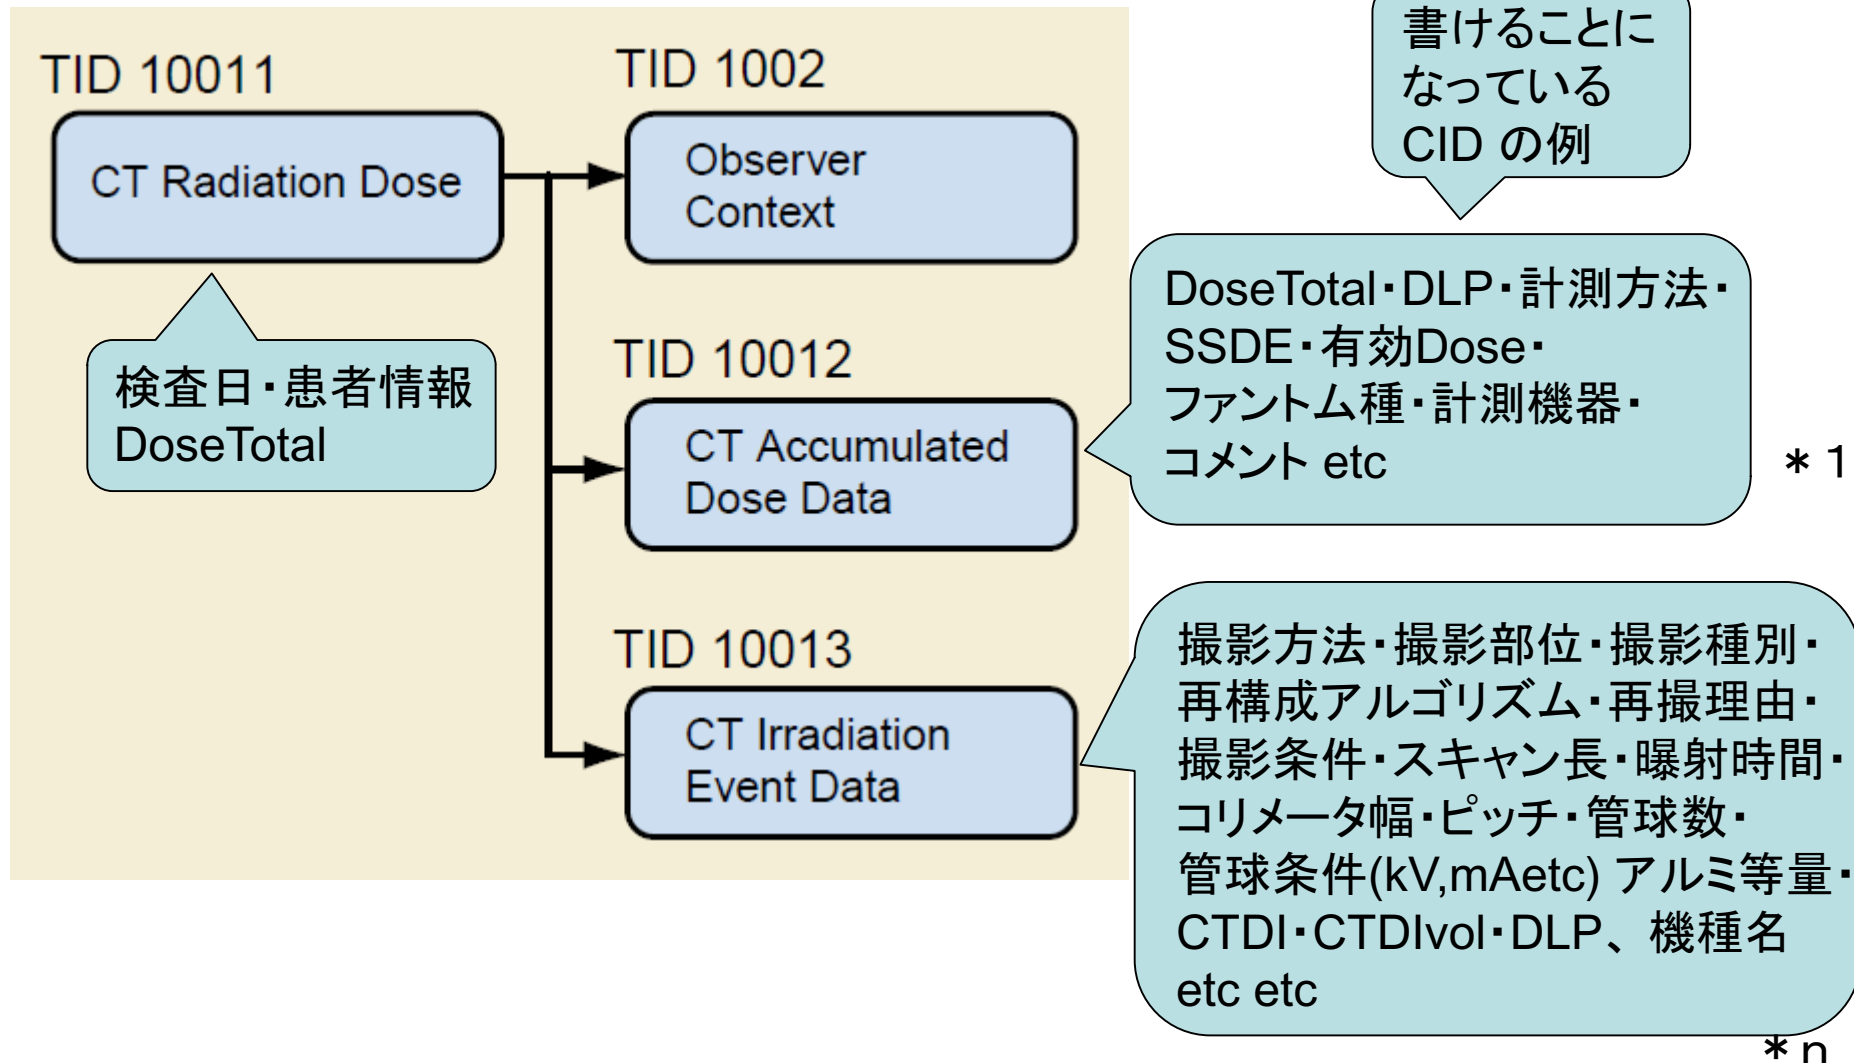 TID 10011
CT Radiation Dose
検査日・患者情報
DoseTotal
TID 1002
Observer
Context
TID 10012
CT Accumulated
Dose Data
TID 10013
CT Irradiation
Event Data
書けることに
なっている
CID の例
DoseTotal・DLP・計測方法・
SSDE・有効Dose・
ファントム種・計測機器・
コメント etc
*1
撮影方法・撮影部位・撮影種別・
再構成アルゴリズム・再撮理由・
撮影条件・スキャン長・曝射時間・
コリメータ幅・ピッチ・管球数・
管球条件(kV,mAetc) アルミ等量・
CTDI・CTDIvol・DLP、機種名
etc etc
*n